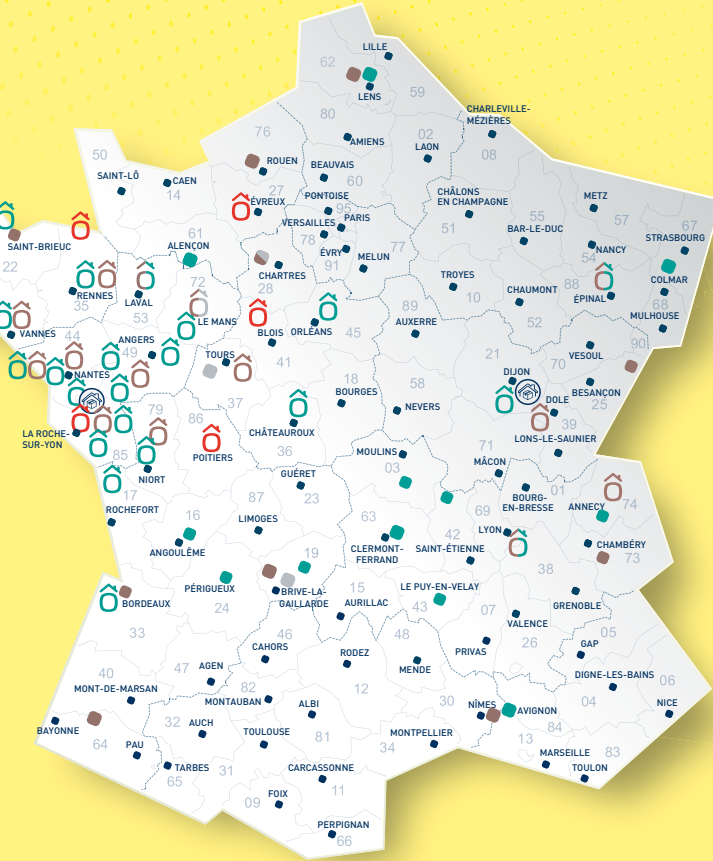 LILLE
62
LENS
59
CHARLEVILLE-
MÉZIÈRES
80
AMIENS
02
LAON
08
76
ROUEN
BEAUVAIS
60
50
SAINT-LÔ
CAEN
14
27
ÉVREUX
PONTOISE
95
PARIS
VERSAILLES
78
ÉVRY
91
MELUN
77
CHÂLONS
EN CHAMPAGNE
51
METZ
57
55
BAR-LE-DUC
NANCY
54
67
STRASBOURG
SAINT-BRIEUC
22
61
ALENÇON
CHARTRES
28
TROYES
10
CHAUMONT
52
88
ÉPINAL
COLMAR
68
MULHOUSE
RENNES
35
LAVAL
53
72
LE MANS
BLOIS
ORLÉANS
45
89
AUXERRE
VANNES
44
ANGERS
49
NANTES
TOURS
41
37
21
DIJON
70
VESOUL
90
BESANÇON
25
DOLE
39
LONS-LE-SAUNIER
18
BOURGES
58
NEVERS
LA ROCHE-
SUR-YON
85
79
86
POITIERS
CHÂTEAUROUX
36
NIORT
17
ROCHEFORT
MOULINS
03
71
MÂCON
01
BOURG-
EN-BRESSE
ANNECY
74
GUÉRET
23
87
LIMOGES
16
ANGOULÊME
63
CLERMONT-
FERRAND
42
SAINT-ÉTIENNE
69
LYON
CHAMBÉRY
73
38
GRENOBLE
PÉRIGUEUX
24
19
BRIVE-LA-
GAILLARDE
15
AURILLAC
LE PUY-EN-VELAY
43
07
VALENCE
26
PRIVAS
BORDEAUX
33
46
CAHORS
48
RODEZ
MENDE
05
GAP
DIGNE-LES-BAINS
04
06
NICE
40
MONT-DE-MARSAN
47
AGEN
82
MONTAUBAN
12
30
NÎMES
AVIGNON
84
BAYONNE
64
PAU
32
AUCH
TARBES
65
31
TOULOUSE
ALBI
81
34
MONTPELLIER
13
MARSEILLE
83
TOULON
CARCASSONNE
11
09
FOIX
PERPIGNAN
66